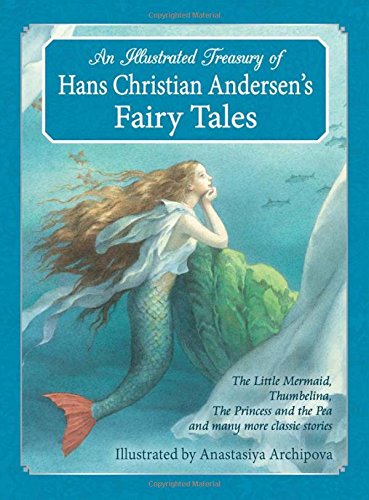 An Illustrated Treasury of
Hans Christian Andersen's
Fairy Tales
The Little Mermaid,
Thumbelina,
The Princess and the Pea
and many more classic stories
Illustrated by Anastasiya Archipova